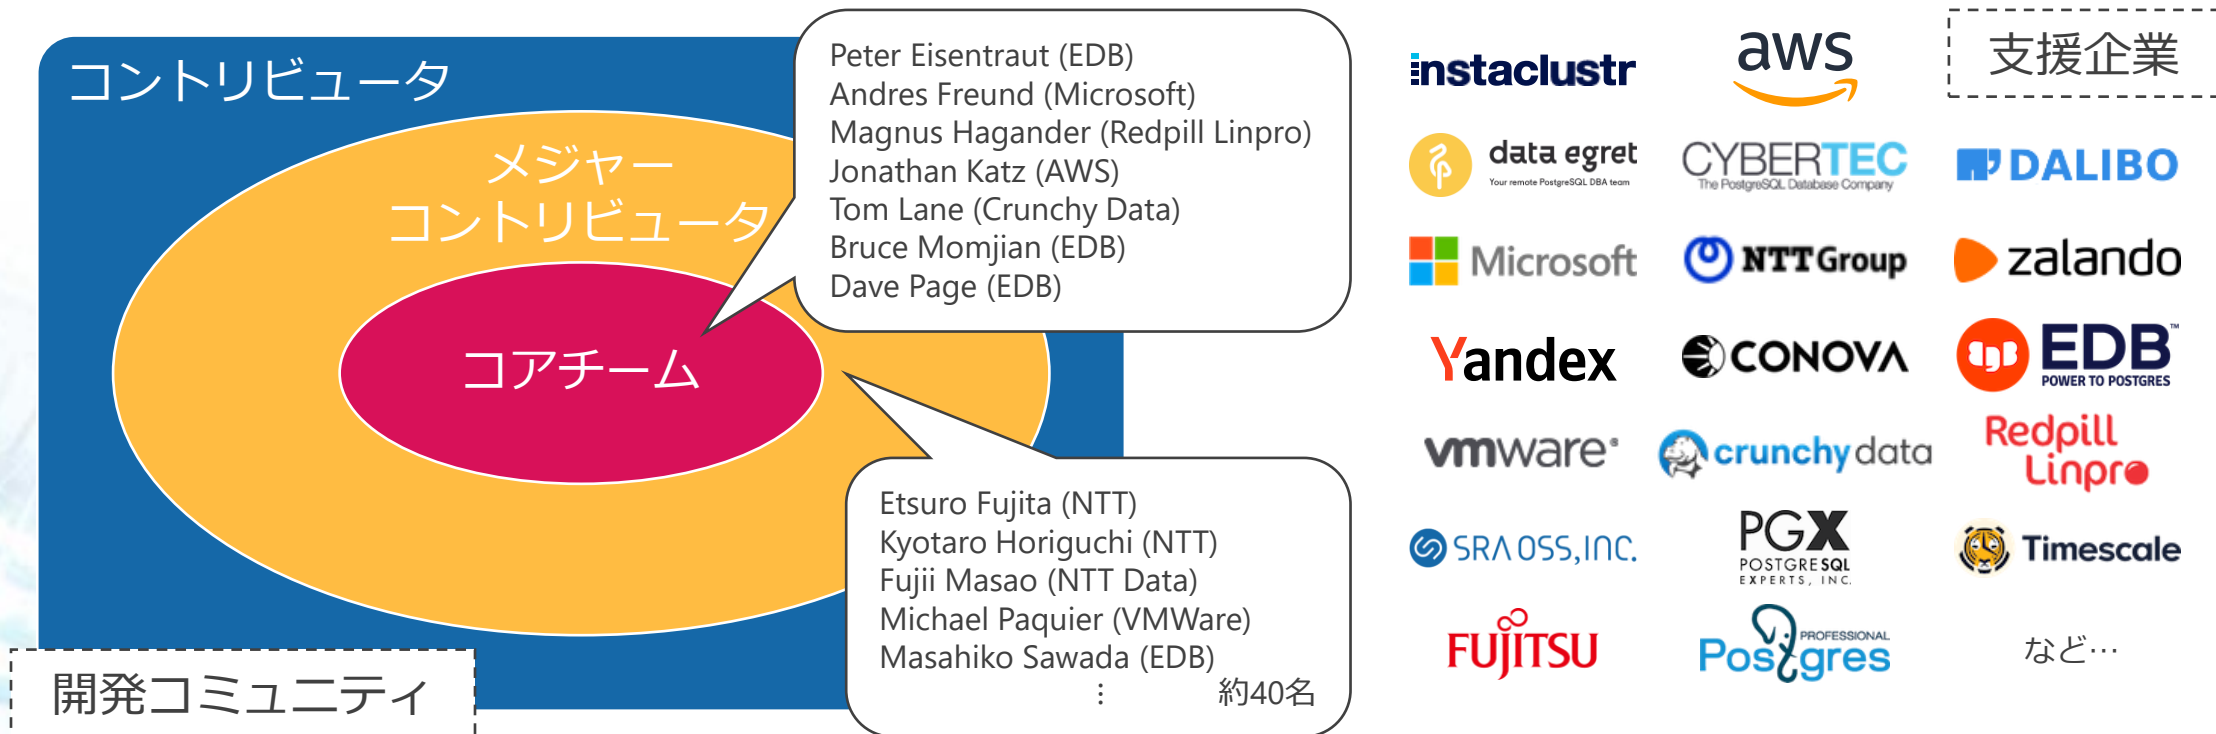 コントリビュータ
メジャー
コントリビュータ
コアチーム
開発コミュニティ
Peter Eisentraut (EDB)
Andres Freund (Microsoft)
Magnus Hagander (Redpill Linpro)
Jonathan Katz (AWS)
Tom Lane (Crunchy Data)
Bruce Momjian (EDB)
Dave Page (EDB)
Etsuro Fujita (NTT)
Kyotaro Horiguchi (NTT)
Fujii Masao (NTT Data)
Michael Paquier (VMWare)
Masahiko Sawada (EDB)
⋮ 約40名
支援企業
instaclustr
aws
data egret
Your remote PostgreSQL DBA team
CYBERTEC
The PostgreSQL Database Company
DALIBO
Microsoft
NTT Group
zalando
Yandex
CONOVA
EDB™
POWER TO POSTGRES
vmware®
crunchydata
Redpill
Linpro
SRA OSS, INC.
PGX
POSTGRESQL
EXPERTS, INC.
Timescale
FUJITSU
PROFESSIONAL
Postgres
など…